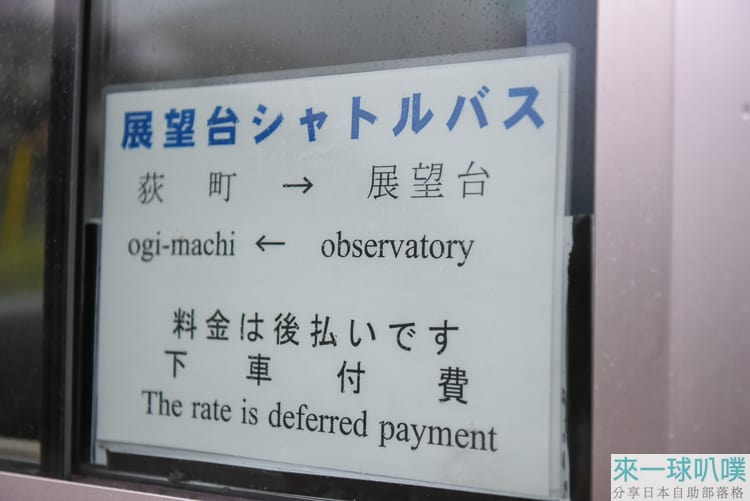 展望台シャトルバス
荻町 → 展望台
ogi-machi ← observatory
料金は後払いです
下車付費
The rate is deferred payment
來一球叭噗
分享日本自助部落格